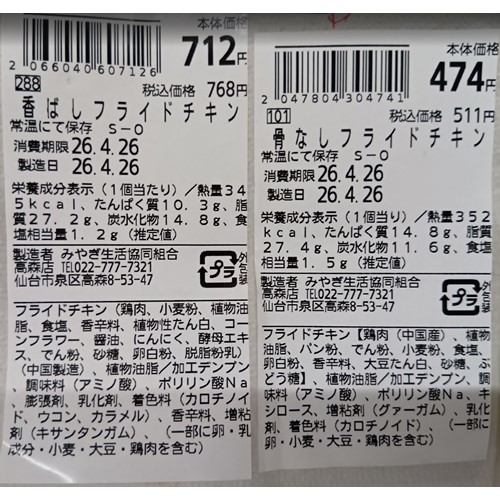 本体価格
712円
2 066040 607126
288
税込価格 768円
香ばしフライドチキン
常温にて保存 S-0
消費期限 26.4.26
製造日 26.4.26
栄養成分表示（1個当たり）／熱量34
5kcal、たんぱく質10.3g、脂
質27.2g、炭水化物14.8g、食
塩相当量1.2g（推定値）
製造者 みやぎ生活協同組合
高森店 TEL022-777-7321
仙台市泉区高森8-53-47
プラ
外
包
フライドチキン（鶏肉、小麦粉、植物油
脂、食塩、香辛料、植物性たん白、コー
ンフラワー、醤油、にんにく、酵母エキ
ス、でん粉、砂糖、卵白粉、脱脂粉乳）
（中国製造）、植物油脂／加工デンプン、
調味料（アミノ酸）、ポリリン酸Na、
膨張剤、乳化剤、着色料（カロチノイ
ド、ウコン、カラメル）、香辛料、増粘
剤（キサンタンガム）、（一部に卵・乳
成分・小麦・大豆・鶏肉を含む）
本体価格
474円
2 047804 304741
101
税込価格 511円
骨なしフライドチキン
常温にて保存 S-0
消費期限 26.4.26
製造日 26.4.26
栄養成分表示（1個当たり）／熱量352
kcal、たんぱく質14.8g、脂質
27.4g、炭水化物11.6g、食塩相当量
1.5g（推定値）
製造者 みやぎ生活協同組合
高森店 TEL022-777-7321
仙台市泉区高森8-53-47
プラ
外
包
フライドチキン【鶏肉（中国産）、植物
油脂、パン粉、でん粉、小麦粉、食塩、
卵白粉、香辛料、大豆たん白、砂糖、ぶ
どう糖】、植物油脂／加工デンプン、調
味料（アミノ酸）、ポリリン酸Na、キ
シロース、増粘剤（グァーガム）、乳化
剤、着色料（カロチノイド）、（一部に
卵・小麦・大豆・鶏肉を含む）